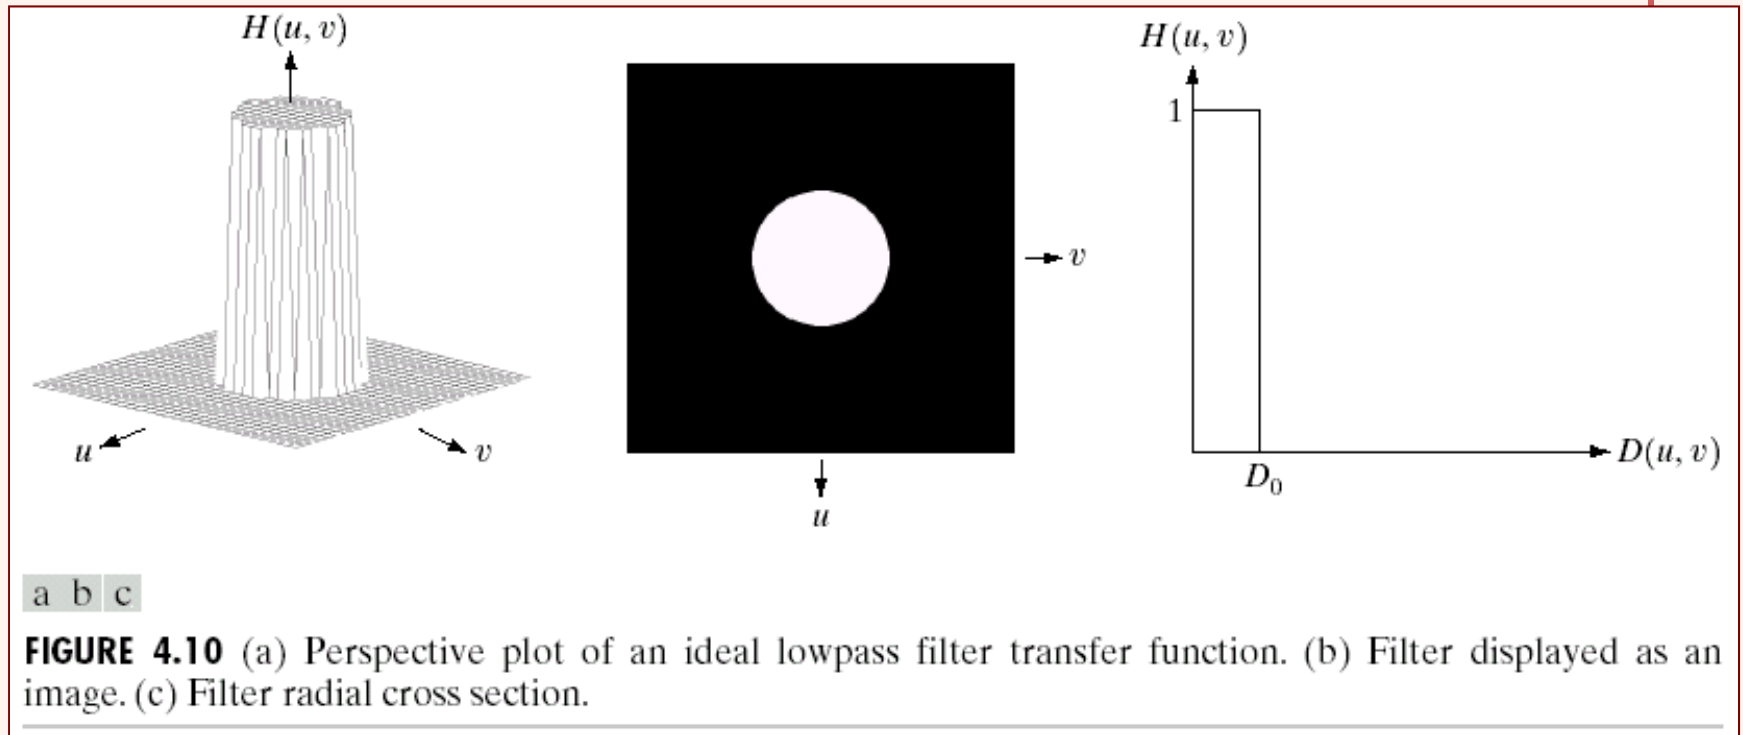 H(u, v)
u
v
v
u
H(u, v)
1
D₀
D(u, v)
a b c
FIGURE 4.10 (a) Perspective plot of an ideal lowpass filter transfer function. (b) Filter displayed as an
image. (c) Filter radial cross section.